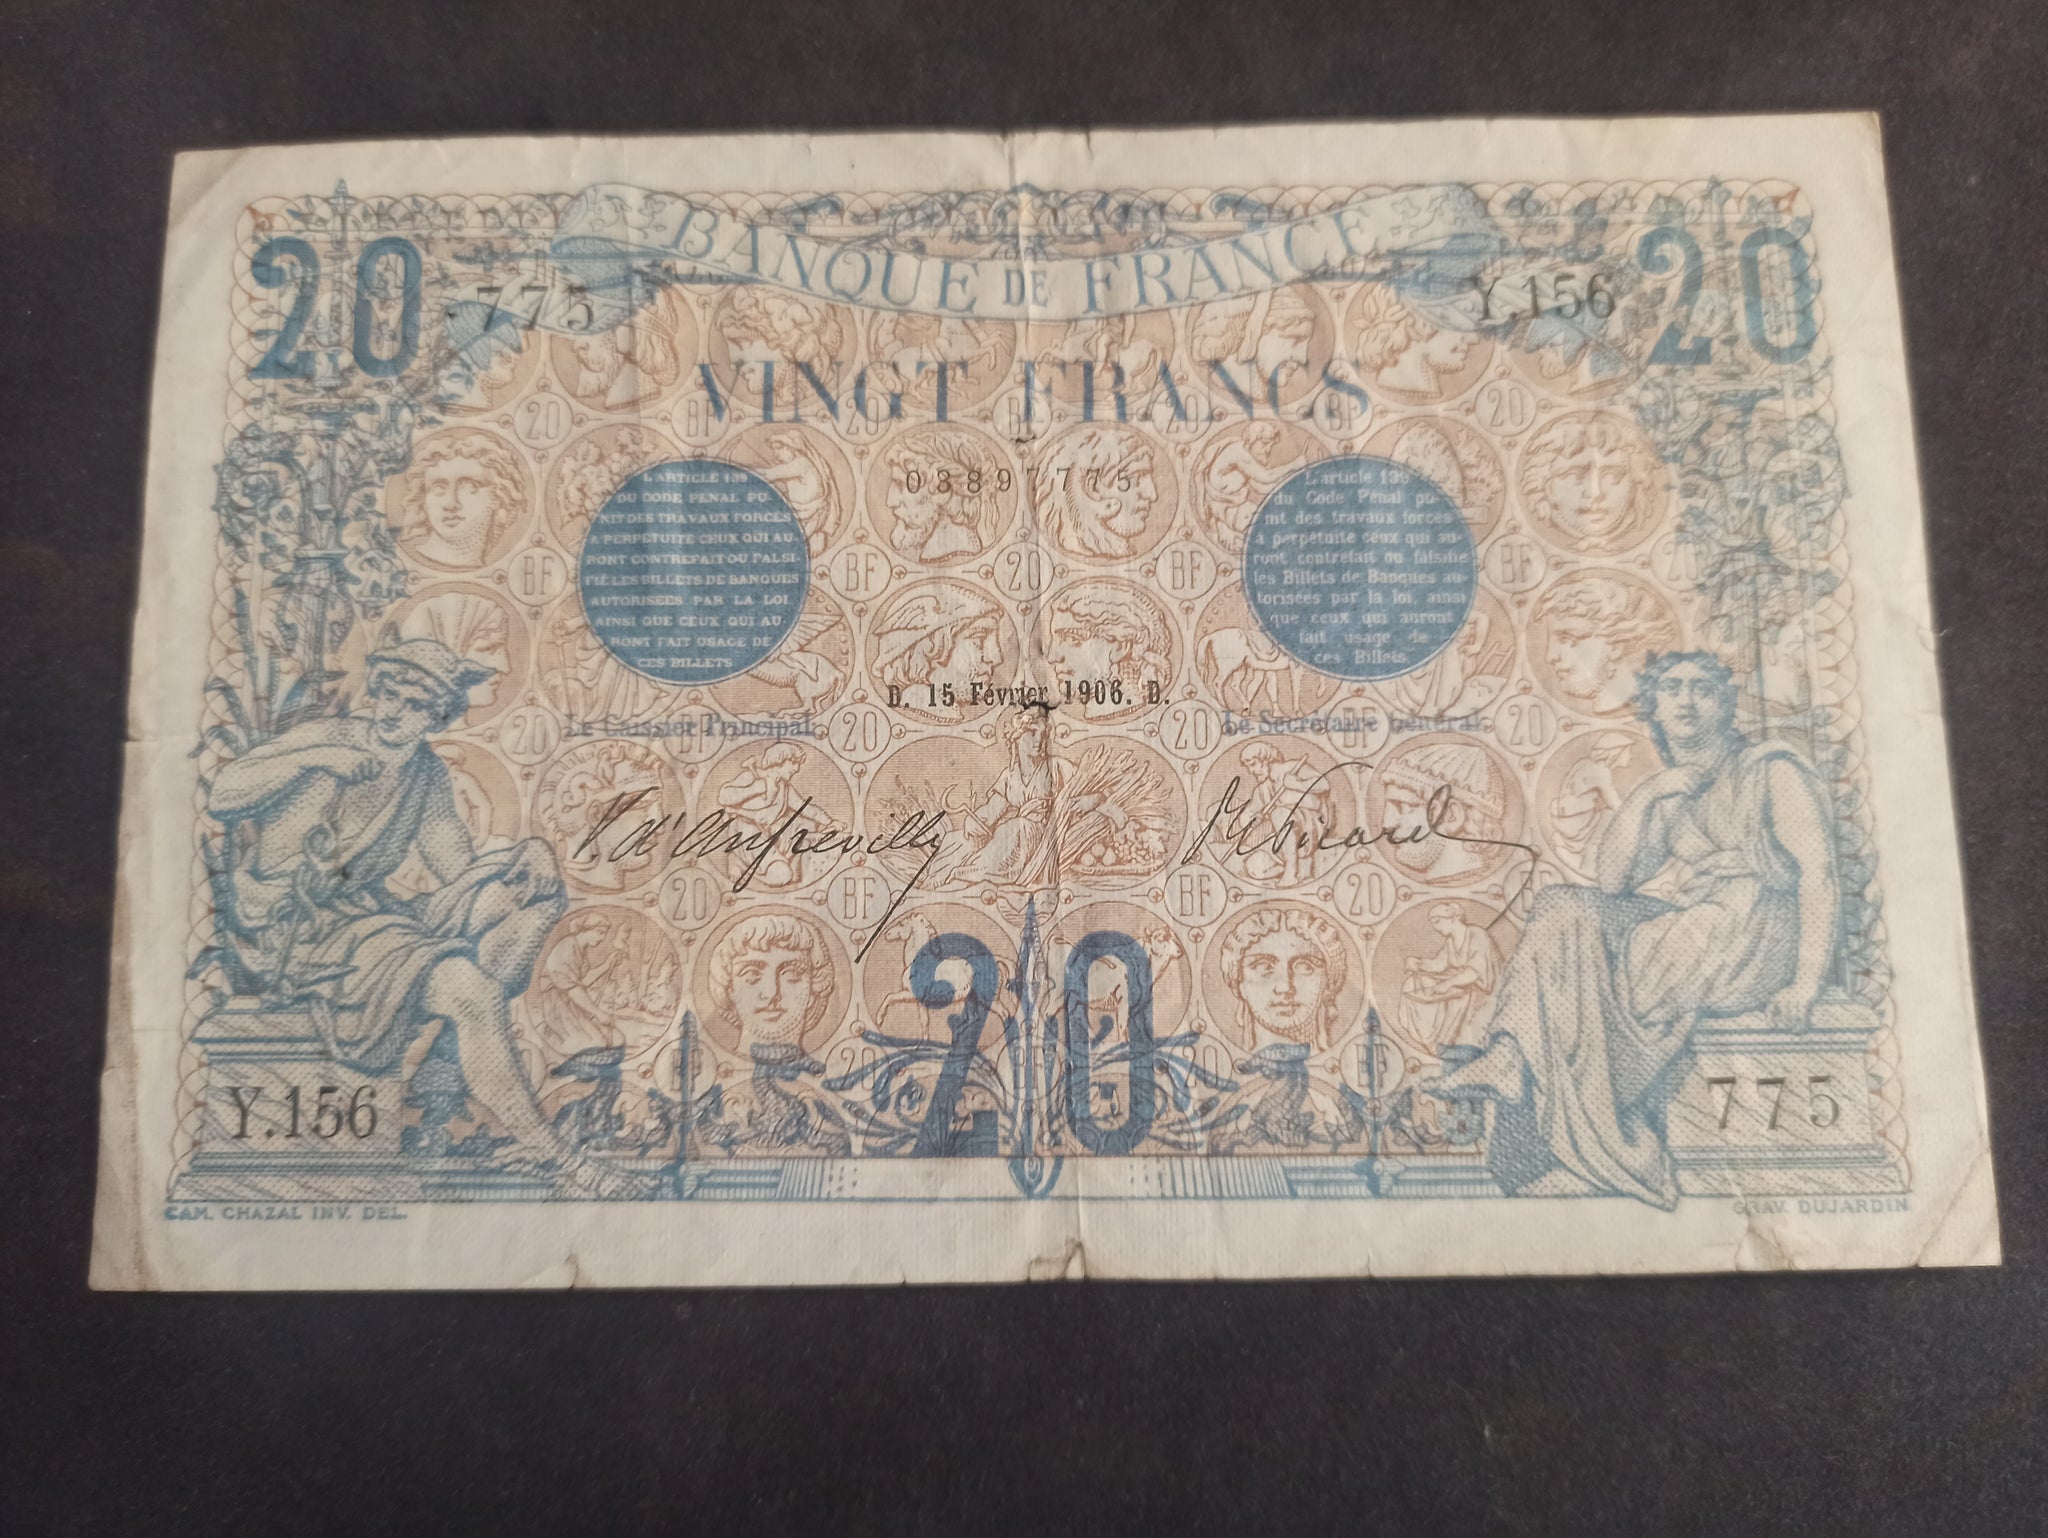 BANQUE DE FRANCE
20
20
775
Y.156
VINGT FRANCS
03897775
L'ARTICLE 139
DU CODE PENAL PU-
NIT DES TRAVAUX FORCES
A PERPETUITE CEUX QUI AU-
RONT CONTREFAIT OU FALSI-
FIE LES BILLETS DE BANQUES
AUTORISEES PAR LA LOI
AINSI QUE CEUX QUI AU-
RONT FAIT USAGE DE
CES BILLETS
L'article 139
du Code Pénal pu-
nit des travaux forcés
à perpétuité ceux qui au-
ront contrefait ou falsifié
les Billets de Banques au-
torisées par la loi, ainsi
que ceux qui auront
fait usage de
ces Billets
D. 15 Février 1906. D.
Le Caissier Principal.
Le Secrétaire général.
V. d'Anfreville
Picard
20
Y.156
775
CAM. CHAZAL INV. DEL.
GRAV. DUJARDIN